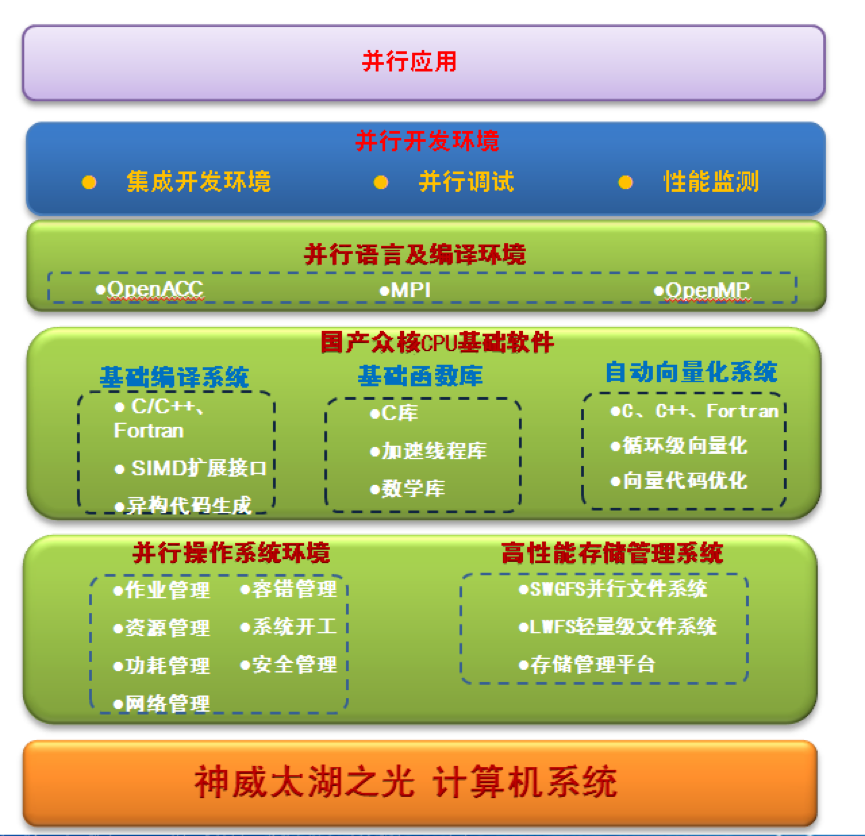 并行应用
并行开发环境
● 集成开发环境 ● 并行调试 ● 性能监测
并行语言及编译环境
●OpenACC ●MPI ●OpenMP
国产众核CPU基础软件
基础编译系统
● C/C++、
Fortran
● SIMD扩展接口
●异构代码生成
基础函数库
●C库
●加速线程库
●数学库
自动向量化系统
●C、C++、Fortran
●循环级向量化
●向量代码优化
并行操作系统环境
●作业管理 ●容错管理
●资源管理 ●系统开工
●功耗管理 ●安全管理
●网络管理
高性能存储管理系统
●SWGFS并行文件系统
●LWFS轻量级文件系统
●存储管理平台
神威太湖之光 计算机系统